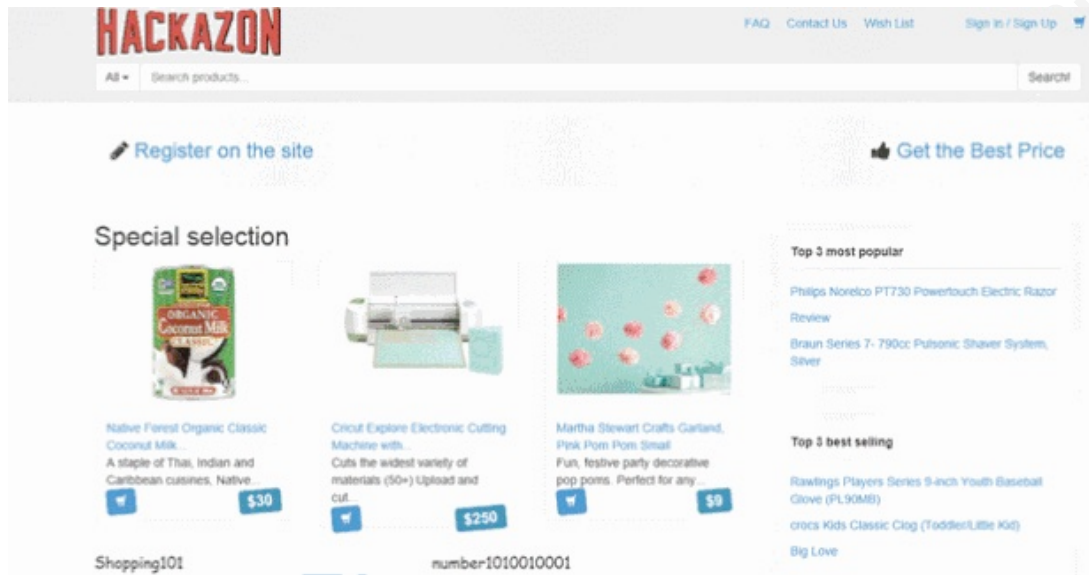 HACKAZON
FAQ Contact Us Wish List Sign In / Sign Up
All Search products... Search!
Register on the site
Get the Best Price
Special selection
ORGANIC
Coconut Milk
CLASSIC
Native Forest Organic Classic
Coconut Milk...
A staple of Thai, Indian and
Caribbean cuisines, Native...
$30
Cricut Explore Electronic Cutting
Machine with...
Cuts the widest variety of
materials (50+) Upload and
cut...
$250
Martha Stewart Crafts Garland,
Pink Pom Pom Small
Fun, festive party decorative
pop poms. Perfect for any...
$9
Top 3 most popular
Philips Norelco PT730 Powertouch Electric Razor
Review
Braun Series 7- 790cc Pulsonic Shaver System,
Silver
Top 3 best selling
Rawlings Players Series 9-inch Youth Baseball
Glove (PL90MB)
crocs Kids Classic Clog (Toddler/Little Kid)
Big Love
Shopping101
number1010010001